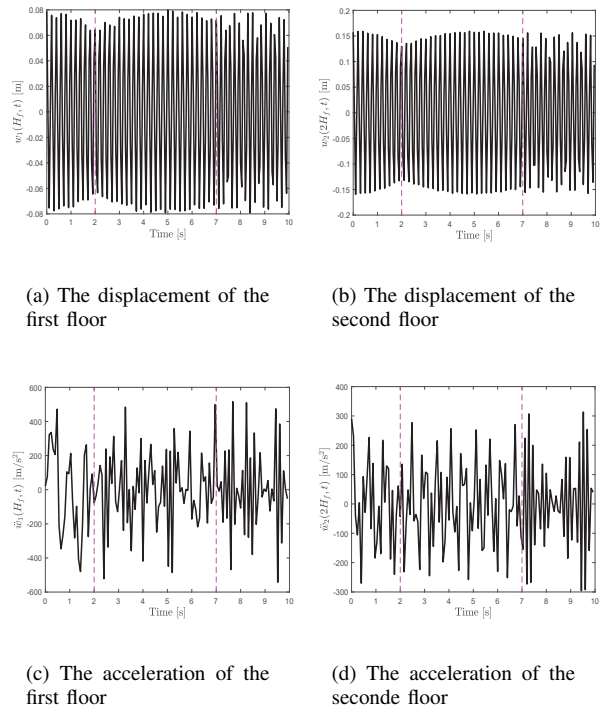 0.08
0.06
0.04
0.02
0
-0.02
-0.04
-0.06
-0.08
w₁(H_f, t) [m]
0 1 2 3 4 5 6 7 8 9 10
Time [s]
0.2
0.15
0.1
0.05
0
-0.05
-0.1
-0.15
-0.2
w₂(2H_f, t) [m]
0 1 2 3 4 5 6 7 8 9 10
Time [s]
(a) The displacement of the
first floor
(b) The displacement of the
second floor
600
400
200
0
-200
-400
-600
ẅ₁(H_f, t) [m/s²]
0 1 2 3 4 5 6 7 8 9 10
Time [s]
400
300
200
100
0
-100
-200
-300
ẅ₂(2H_f, t) [m/s²]
0 1 2 3 4 5 6 7 8 9 10
Time [s]
(c) The acceleration of the
first floor
(d) The acceleration of the
seconde floor